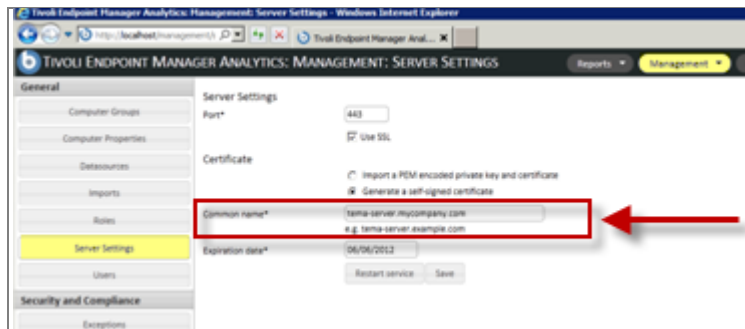 Tivoli Endpoint Manager Analytics: Management: Server Settings - Windows Internet Explorer
http://localhost/management/s
Tivoli Endpoint Manager Anal...
TIVOLI ENDPOINT MANAGER ANALYTICS: MANAGEMENT: SERVER SETTINGS
Reports
Management
General
Computer Groups
Computer Properties
Datasources
Imports
Roles
Server Settings
Users
Security and Compliance
Exceptions
Server Settings
Port*
443
Use SSL
Certificate
Import a PEM encoded private key and certificate
Generate a self-signed certificate
Common name*
tema-server.mycompany.com
e.g. tema-server.example.com
Expiration date*
06/06/2012
Restart service
Save